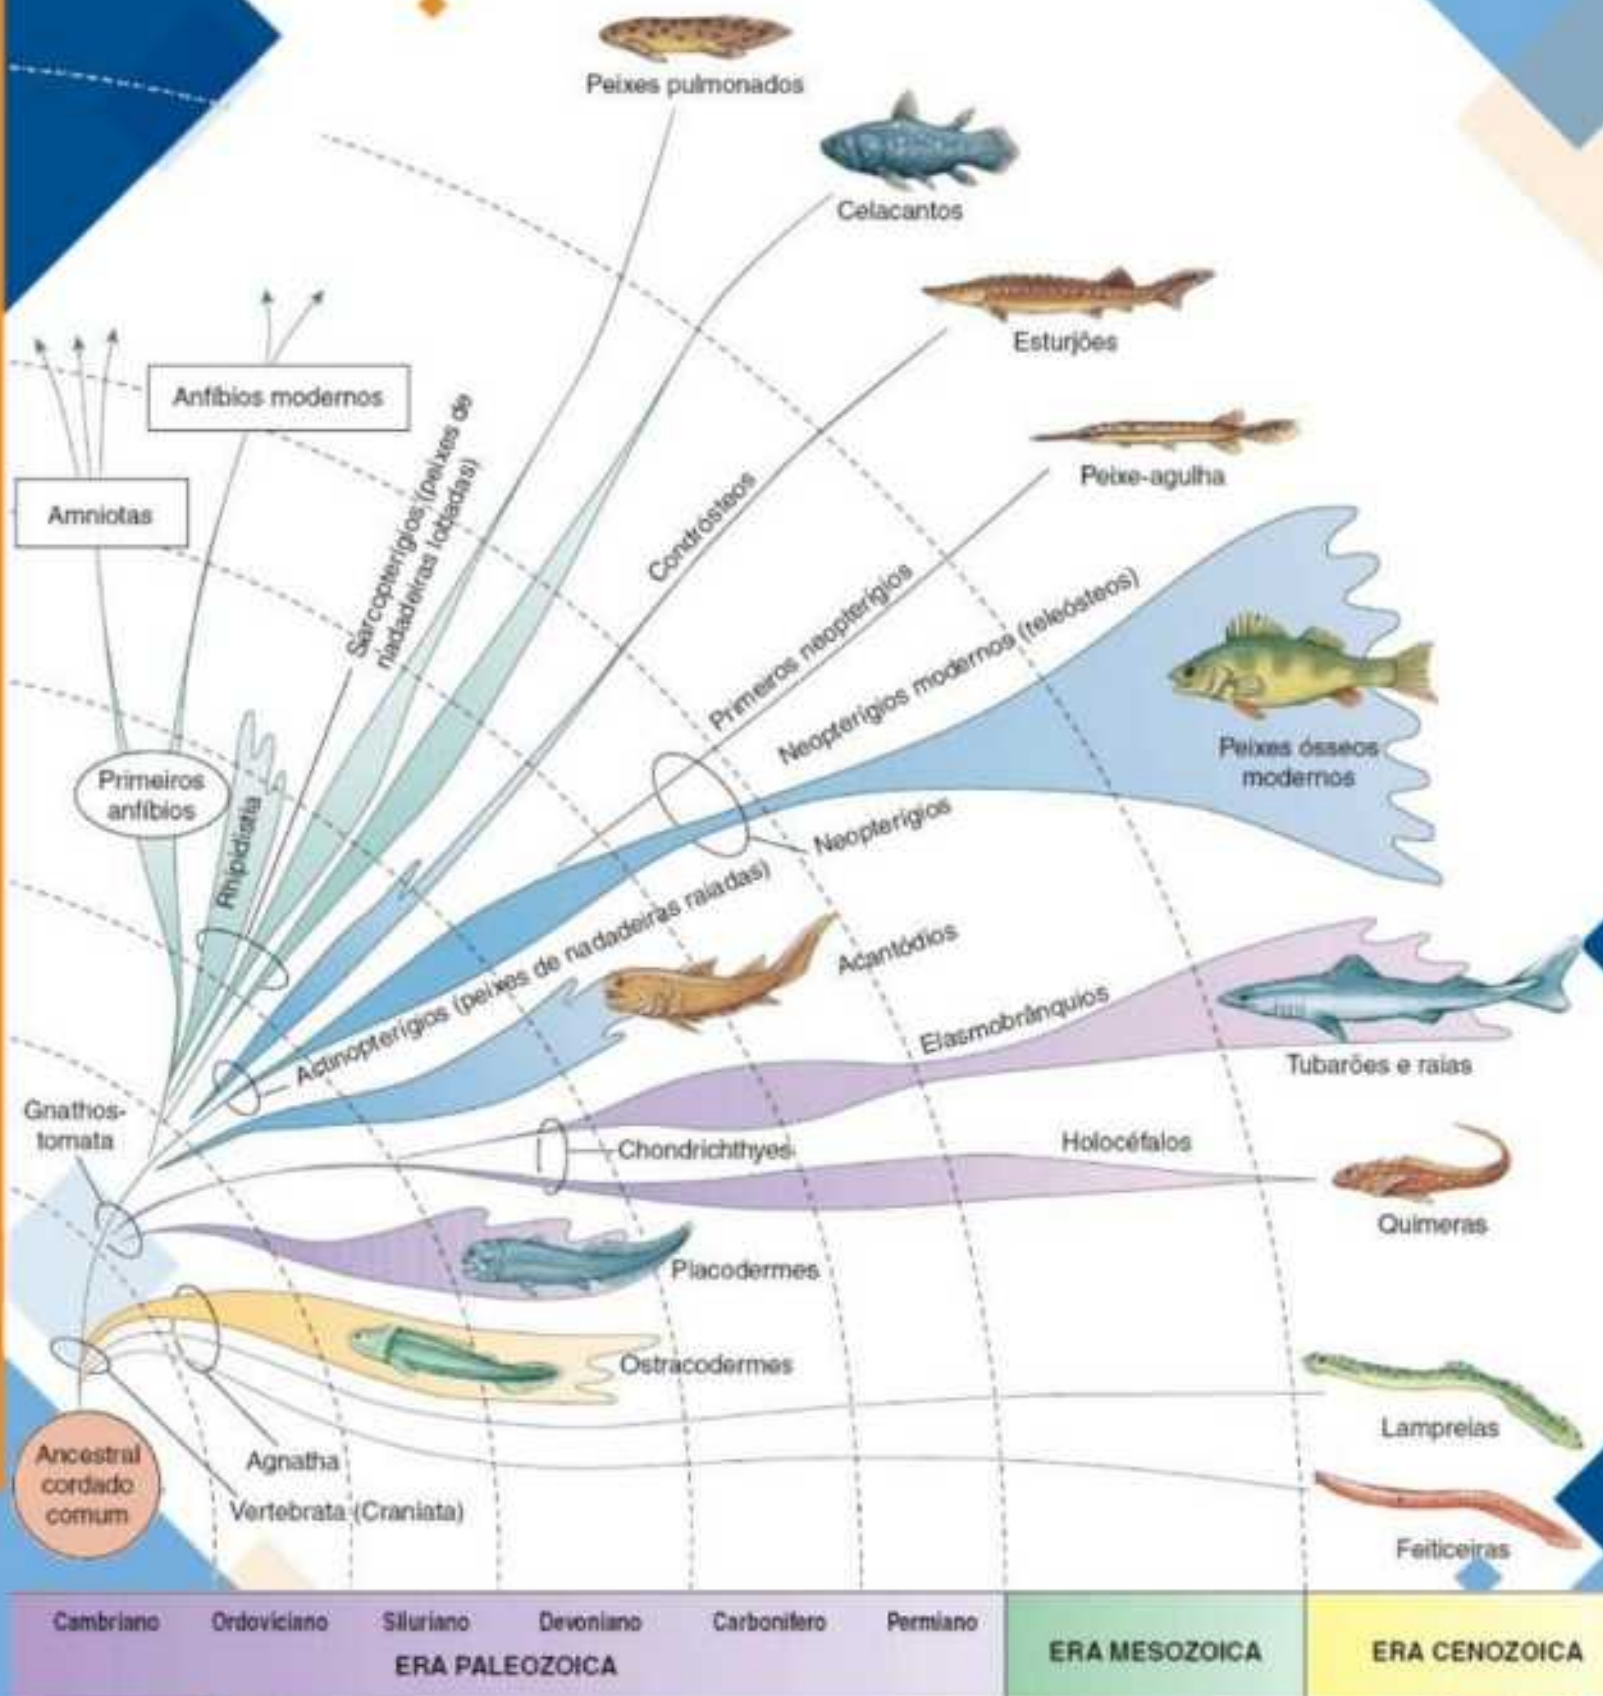 Peixes pulmonados
Celacantos
Esturjões
Peixe-agulha
Anfíbios modernos
Amniotas
Sarcopterígios (peixes de
nadadeiras lobadas)
Condrósteos
Primeiros neopterígios
Neopterígios modernos (teleósteos)
Peixes ósseos
modernos
Primeiros
anfíbios
Rhipidistia
Neopterígios
Actinopterígios (peixes de nadadeiras raiadas)
Acantódios
Elasmobrânquios
Tubarões e raias
Gnathos-
tomata
Chondrichthyes
Holocéfalos
Quimeras
Placodermes
Ostracodermes
Lampreias
Agnatha
Ancestral
cordado
comum
Vertebrata (Craniata)
Feiticeiras
Cambriano
Ordoviciano
Siluriano
Devoniano
Carbonífero
Permiano
ERA PALEOZOICA
ERA MESOZOICA
ERA CENOZOICA